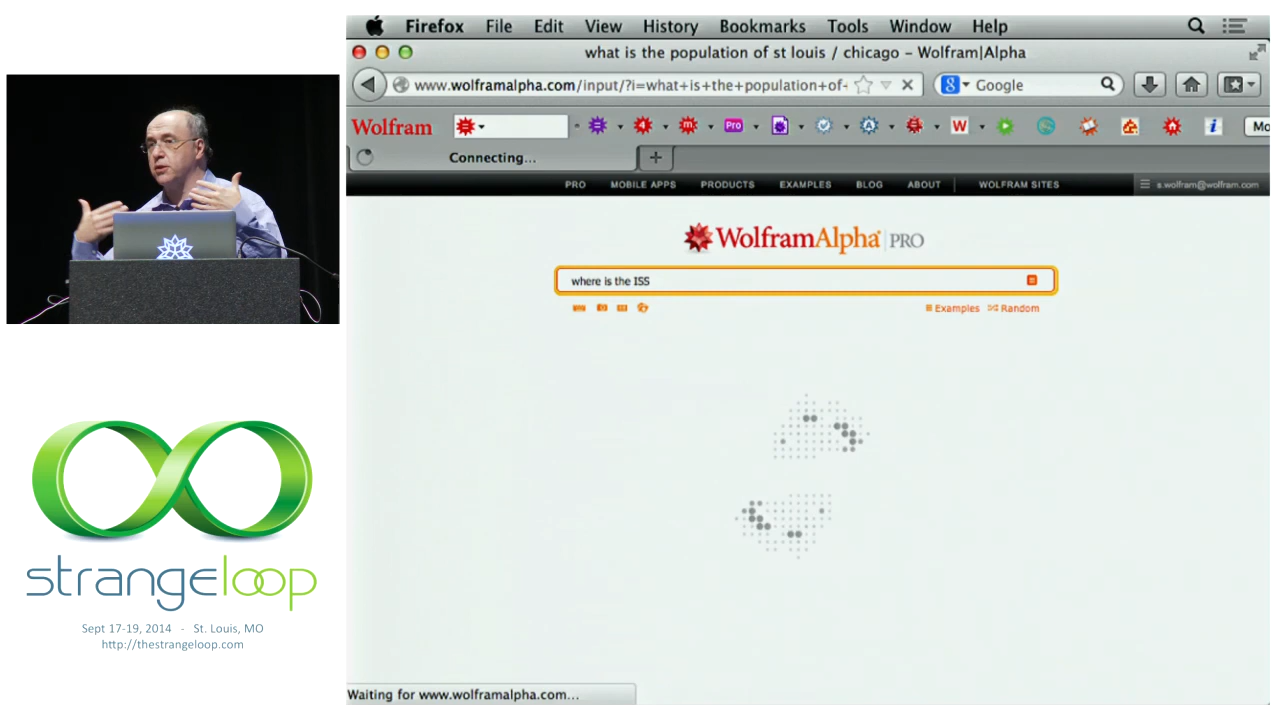 Firefox File Edit View History Bookmarks Tools Window Help
what is the population of st louis / chicago – Wolfram|Alpha
www.wolframalpha.com/input/?i=what+is+the+population+of+
Google
Wolfram
Pro
W
i
Mo
Connecting...
PRO MOBILE APPS PRODUCTS EXAMPLES BLOG ABOUT WOLFRAM SITES s.wolfram@wolfram.com
WolframAlpha PRO
where is the ISS
Examples Random
Waiting for www.wolframalpha.com...
strangeloop
Sept 17-19, 2014 - St. Louis, MO
http://thestrangeloop.com